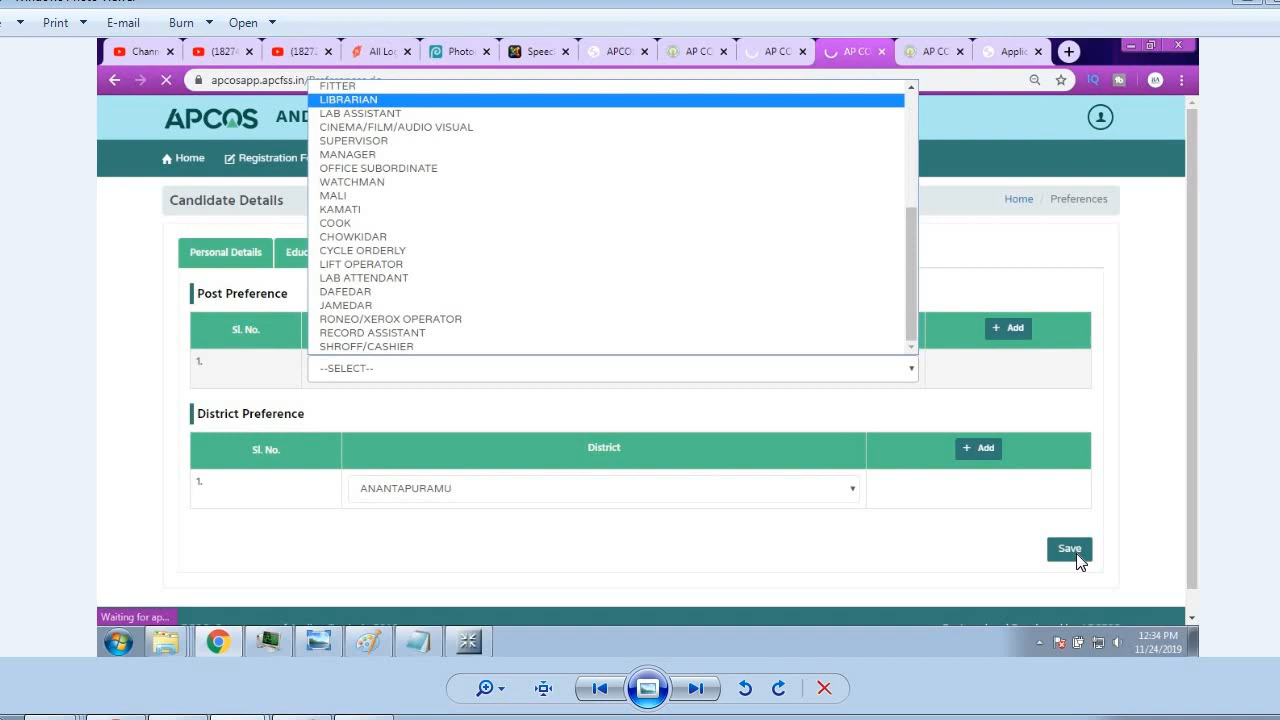 Print E-mail Burn Open
Chann (1827 (1827 All Lo Photo Speed APCO AP CC AP CC AP CC AP CC Applic
apcosapp.apcfss.in/
APCOS AND
Home Registration F
Candidate Details Home / Preferences
Personal Details Educ
Post Preference
Sl. No. + Add
1.
FITTER
LIBRARIAN
LAB ASSISTANT
CINEMA/FILM/AUDIO VISUAL
SUPERVISOR
MANAGER
OFFICE SUBORDINATE
WATCHMAN
MALI
KAMATI
COOK
CHOWKIDAR
CYCLE ORDERLY
LIFT OPERATOR
LAB ATTENDANT
DAFEDAR
JAMEDAR
RONEO/XEROX OPERATOR
RECORD ASSISTANT
SHROFF/CASHIER
--SELECT--
District Preference
Sl. No. District + Add
1. ANANTAPURAMU
Save
Waiting for ap...
12:34 PM
11/24/2019